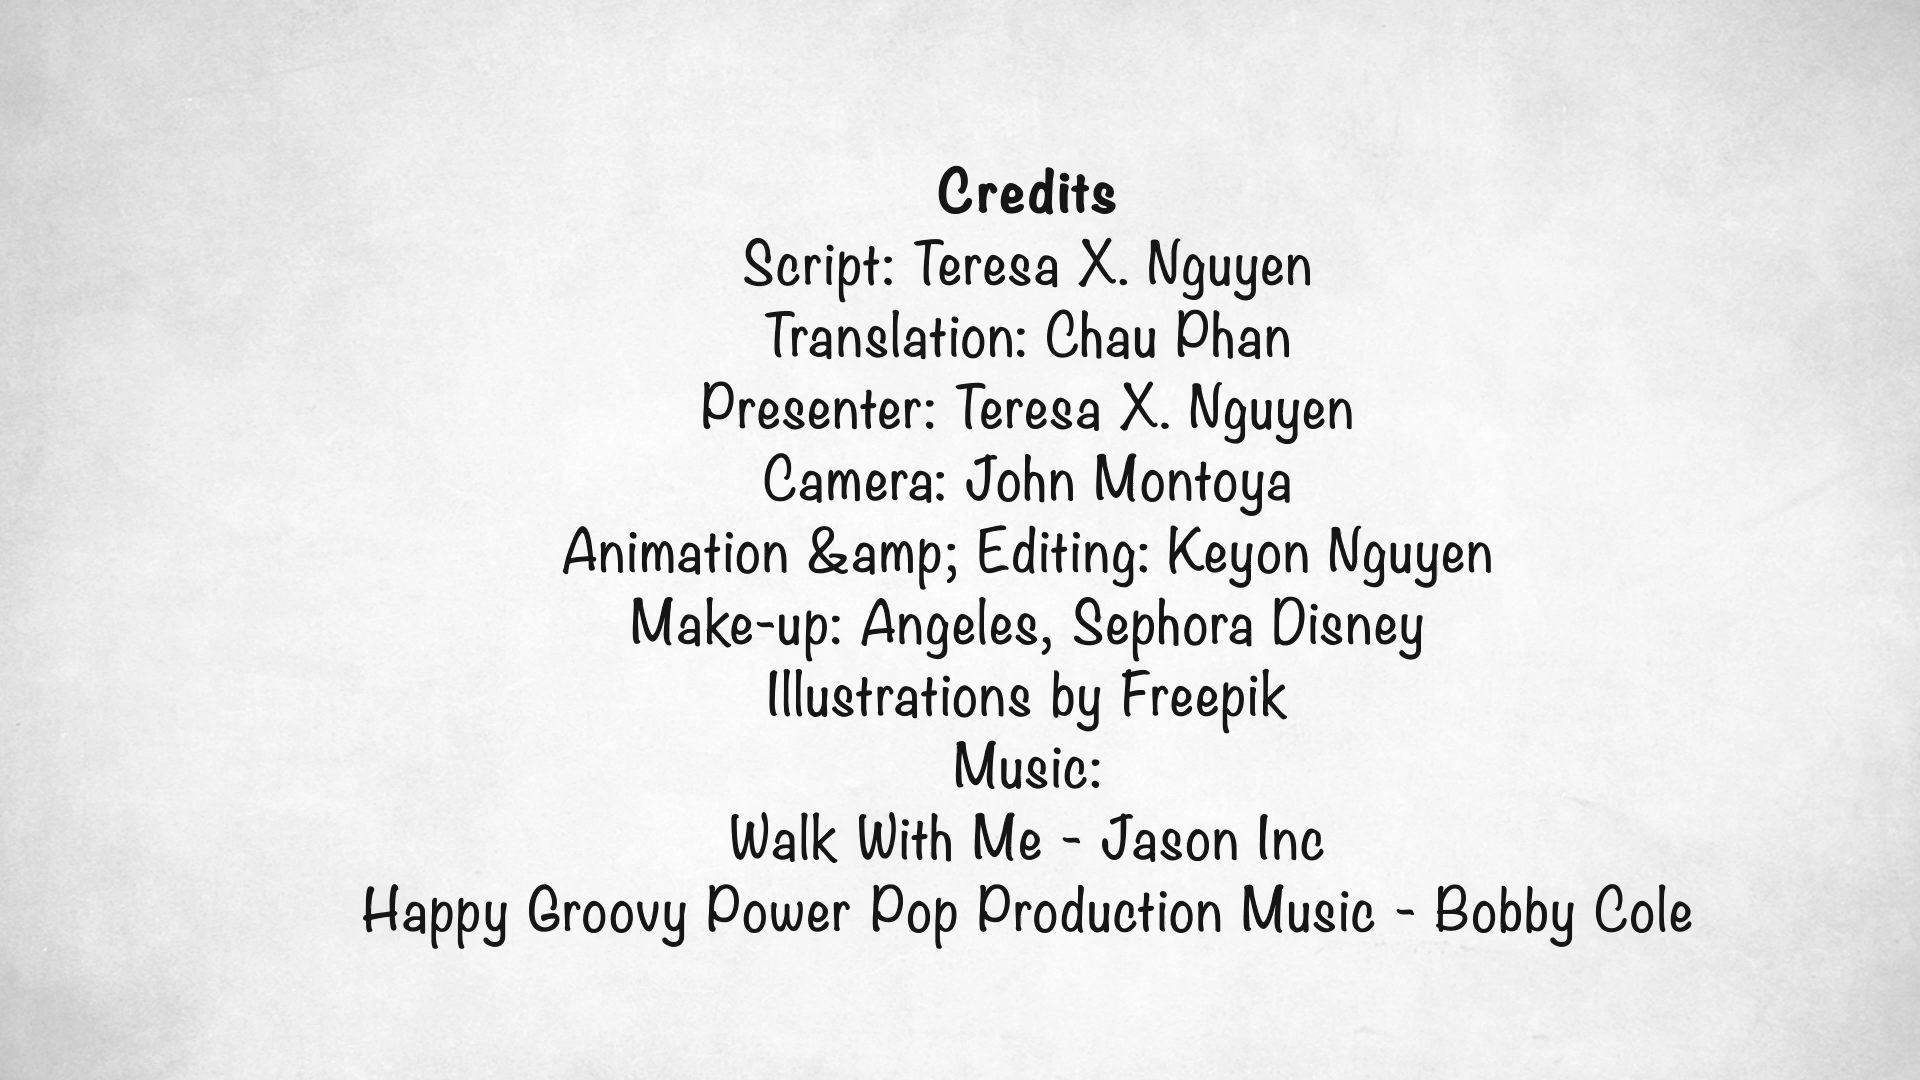 Credits
Script: Teresa X. Nguyen
Translation: Chau Phan
Presenter: Teresa X. Nguyen
Camera: John Montoya
Animation &amp; Editing: Keyon Nguyen
Make-up: Angeles, Sephora Disney
Illustrations by Freepik
Music:
Walk With Me - Jason Inc
Happy Groovy Power Pop Production Music - Bobby Cole